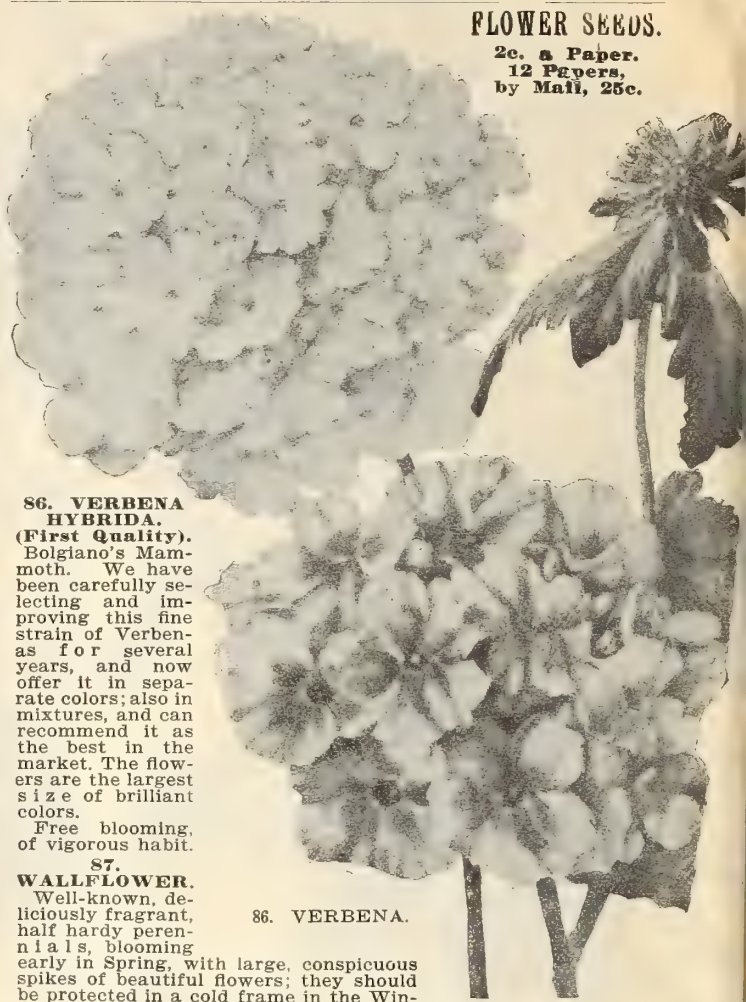 FLOWER SEEDS.
2c. a Paper.
12 Papers,
by Mail, 25c.
86. VERBENA
HYBRIDA.
(First Quality).
Bolgiano's Mam-
moth. We have
been carefully se-
lecting and im-
proving this fine
strain of Verben-
as for several
years, and now
offer it in sepa-
rate colors; also in
mixtures, and can
recommend it as
the best in the
market. The flow-
ers are the largest
size of brilliant
colors.
Free blooming,
of vigorous habit.
87.
WALLFLOWER.
Well-known, de-
liciously fragrant,
half hardy peren-
nials, blooming
early in Spring, with large, conspicuous
spikes of beautiful flowers; they should
be protected in a cold frame in the Win-
86. VERBENA.